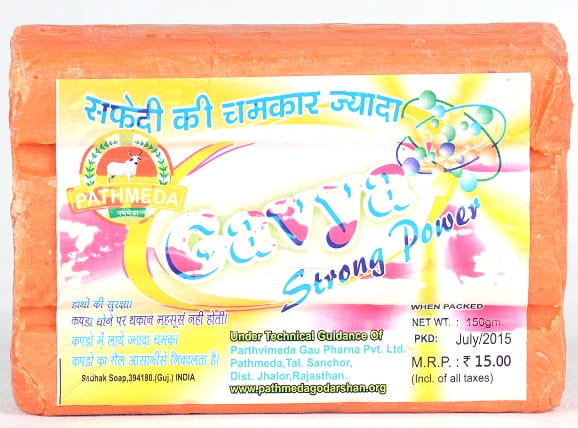 सफेदी की चमकार ज्यादा
PATHMEDA
पथमेडा
Gavya
Strong Power
हाथो की सुरक्षा।
कपडा धोने पर थकान महसूस नही होती।
कपडो में लाये ज्यादा चमक।
कपडो का मैल आसानीसे निकालता है।
Sadhak Soap,394180.(Guj.) INDIA
Under Technical Guidance Of
Parthvimeda Gau Pharna Pvt. Ltd.
Pathmeda,Tal. Sanchor,
Dist. Jhalor,Rajasthan.
www.pathmedagodarshan.org
WHEN PACKED
NET WT. : 150gm.
PKD: July/2015
M.R.P. : ₹ 15.00
(Incl. of all taxes)